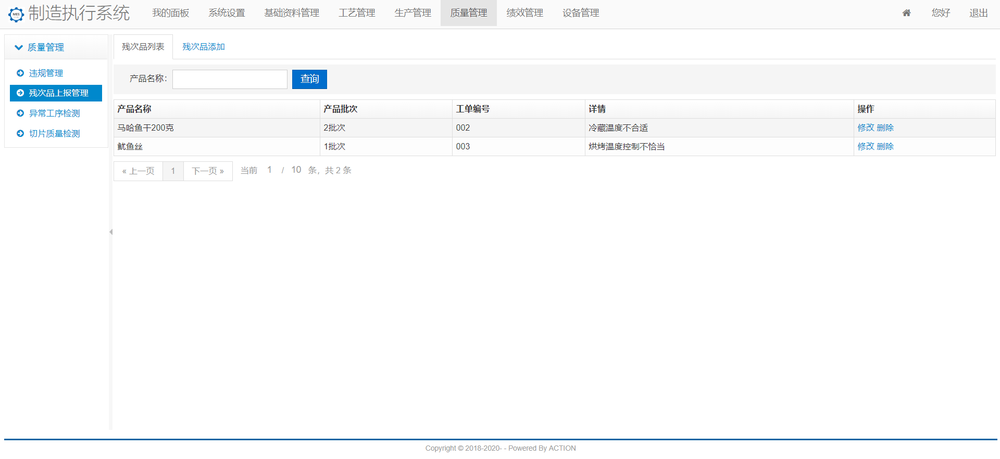 MES 制造执行系统 我的面板 系统设置 基础资料管理 工艺管理 生产管理 质量管理 绩效管理 设备管理 您好 退出
质量管理
违规管理
残次品上报管理
异常工序检测
切片质量检测
残次品列表 残次品添加
产品名称： 查询
产品名称 产品批次 工单编号 详情 操作
马哈鱼干200克 2批次 002 冷藏温度不合适 修改 删除
鱿鱼丝 1批次 003 烘烤温度控制不恰当 修改 删除
« 上一页 1 下一页 » 当前 1 / 10 条，共 2 条
Copyright © 2018-2020- - Powered By ACTION